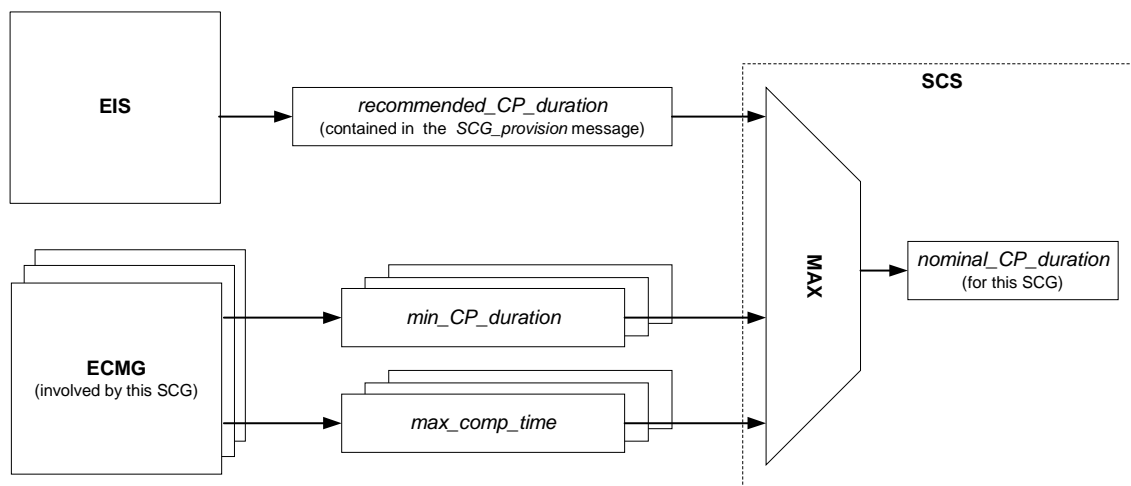 SCS
EIS
recommended_CP_duration
(contained in the SCG_provision message)
MAX
nominal_CP_duration
(for this SCG)
min_CP_duration
ECMG
(involved by this SCG)
max_comp_time